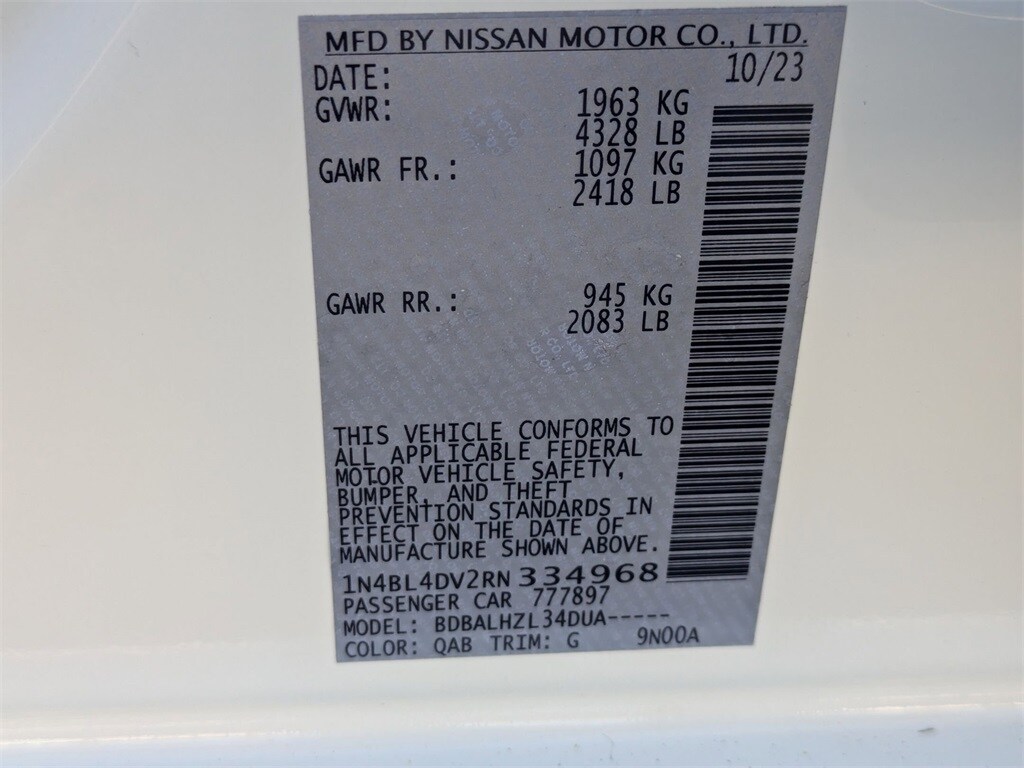 MFD BY NISSAN MOTOR CO., LTD.
DATE: 10/23
GVWR: 1963 KG
4328 LB
GAWR FR.: 1097 KG
2418 LB
GAWR RR.: 945 KG
2083 LB
THIS VEHICLE CONFORMS TO
ALL APPLICABLE FEDERAL
MOTOR VEHICLE SAFETY,
BUMPER, AND THEFT
PREVENTION STANDARDS IN
EFFECT ON THE DATE OF
MANUFACTURE SHOWN ABOVE.
1N4BL4DV2RN 334968
PASSENGER CAR 777897
MODEL: BDBALHZL34DUA-----
COLOR: QAB TRIM: G 9N00A